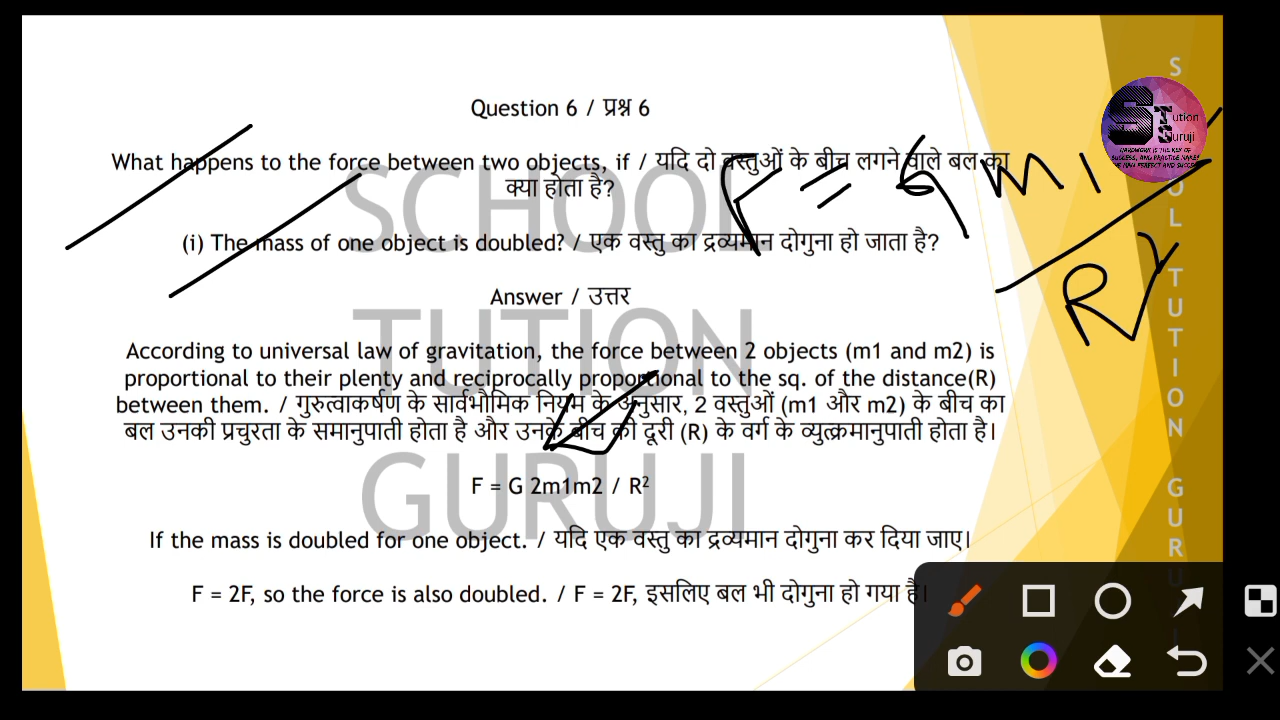 Question 6 / प्रश्न 6
What happens to the force between two objects, if / यदि दो वस्तुओं के बीच लगने वाले बल का
क्या होता है?
(i) The mass of one object is doubled? / एक वस्तु का द्रव्यमान दोगुना हो जाता है?
Answer / उत्तर
According to universal law of gravitation, the force between 2 objects (m1 and m2) is
proportional to their plenty and reciprocally proportional to the sq. of the distance(R)
between them. / गुरुत्वाकर्षण के सार्वभौमिक नियम के अनुसार, 2 वस्तुओं (m1 और m2) के बीच का
बल उनकी प्रचुरता के समानुपाती होता है और उनके बीच की दूरी (R) के वर्ग के व्युत्क्रमानुपाती होता है।
F = G 2m1m2 / R²
If the mass is doubled for one object. / यदि एक वस्तु का द्रव्यमान दोगुना कर दिया जाए।
F = 2F, so the force is also doubled. / F = 2F, इसलिए बल भी दोगुना हो गया है।
SCHOOL
TUTION
GURUJI
F = G m1
R²
STution
Guruji